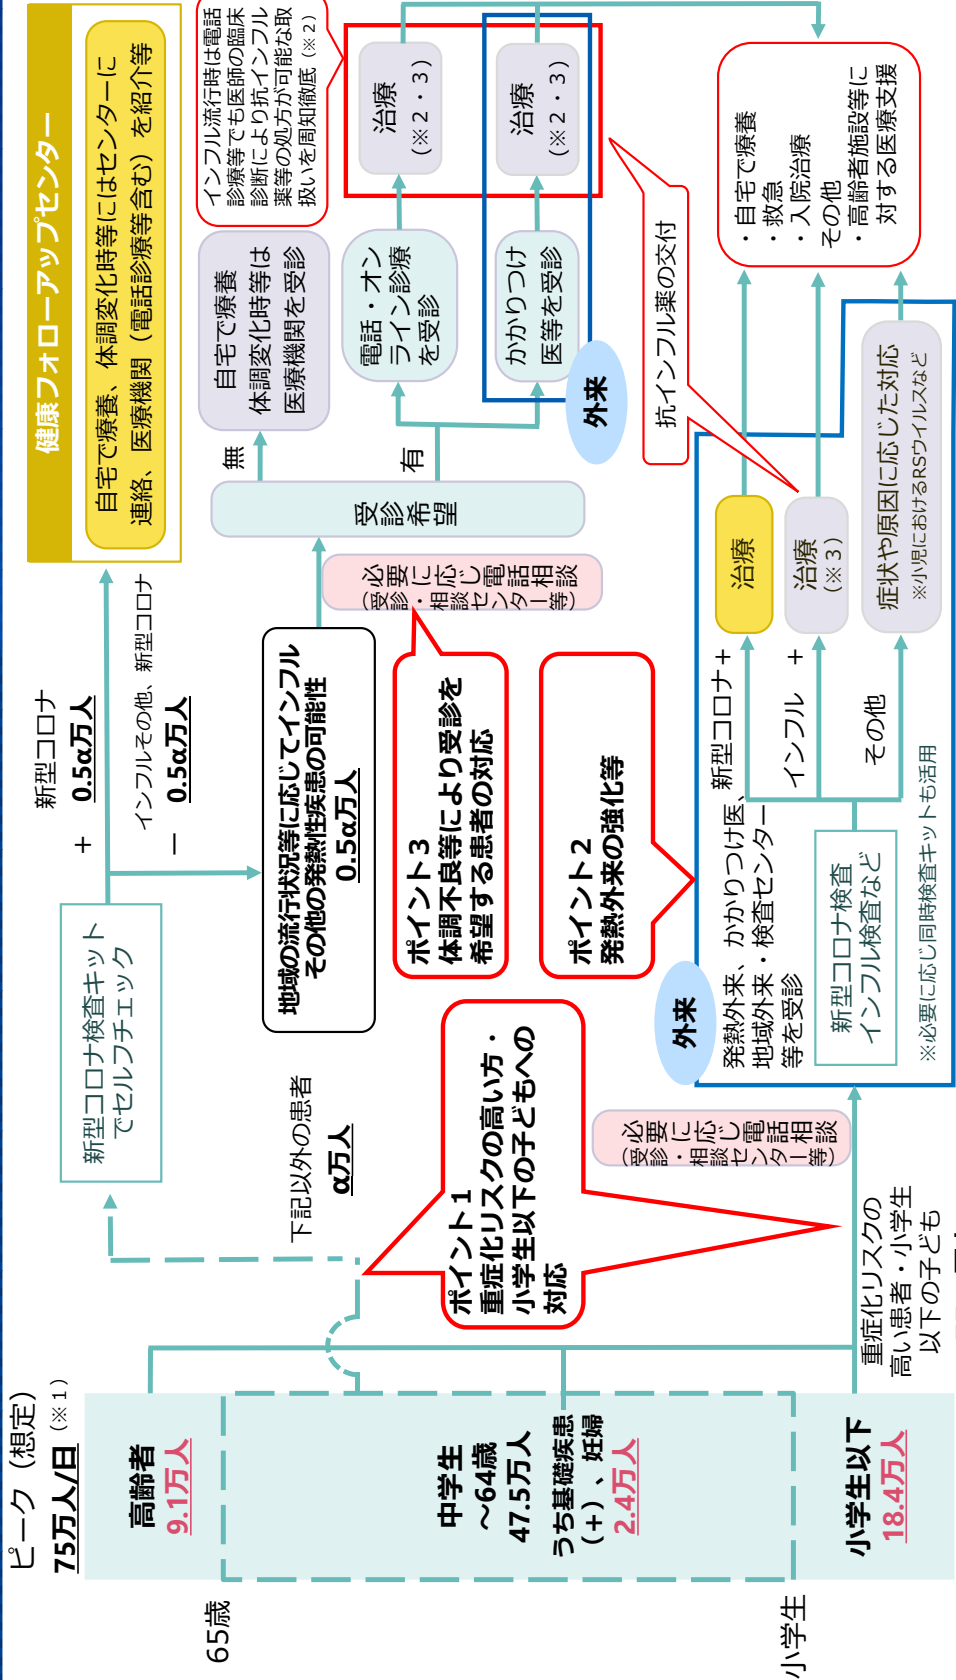 ピーク（想定）
75万人/日（※１）
65歳
小学生
高齢者
9.1万人
中学生
～64歳
47.5万人
うち基礎疾患
（＋）、妊婦
2.4万人
小学生以下
18.4万人
下記以外の患者
α万人
新型コロナ検査キット
でセルフチェック
新型コロナ
＋
0.5α万人
インフルその他、新型コロナ
－
0.5α万人
健康フォローアップセンター
自宅で療養、体調変化時等にはセンターに
連絡、医療機関（電話診療等含む）を紹介等
地域の流行状況等に応じてインフル
その他の発熱性疾患の可能性
0.5α万人
必要に応じ電話相談
（受診・相談センター等）
受診
希望
無
有
自宅で療養
体調変化時等は
医療機関を受診
電話・オン
ライン診療
を受診
かかりつけ
医等を受診
外来
インフル流行時は電話
診療等でも医師の臨床
診断により抗インフル
薬等の処方が可能な取
扱いを周知徹底（※２）
治療
（※２・３）
治療
（※２・３）
ポイント１
重症化リスクの高い方・
小学生以下の子どもへの
対応
ポイント３
体調不良等により受診を
希望する患者の対応
ポイント２
発熱外来の強化等
重症化リスクの
高い患者・小学生
以下の子ども
必要に応じ電話相談
（受診・相談センター等）
外来
発熱外来、かかりつけ医、
地域外来・検査センター
等を受診
新型コロナ検査
インフル検査など
※必要に応じ同時検査キットも活用
新型コロナ＋
インフル　＋
その他
治療
治療
（※３）
症状や原因に応じた対応
※小児におけるRSウイルスなど
抗インフル薬の交付
・自宅で療養
・救急
・入院治療
その他
・高齢者施設等に
対する医療支援